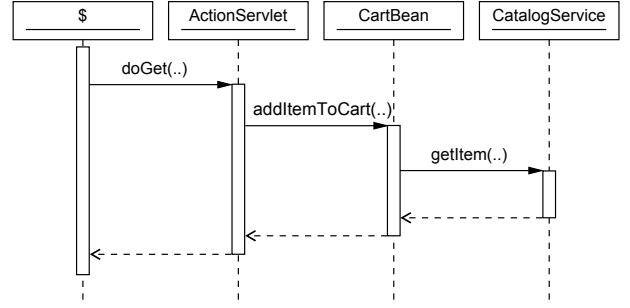 $
ActionServlet
CartBean
CatalogService
doGet(..)
addItemToCart(..)
getItem(..)